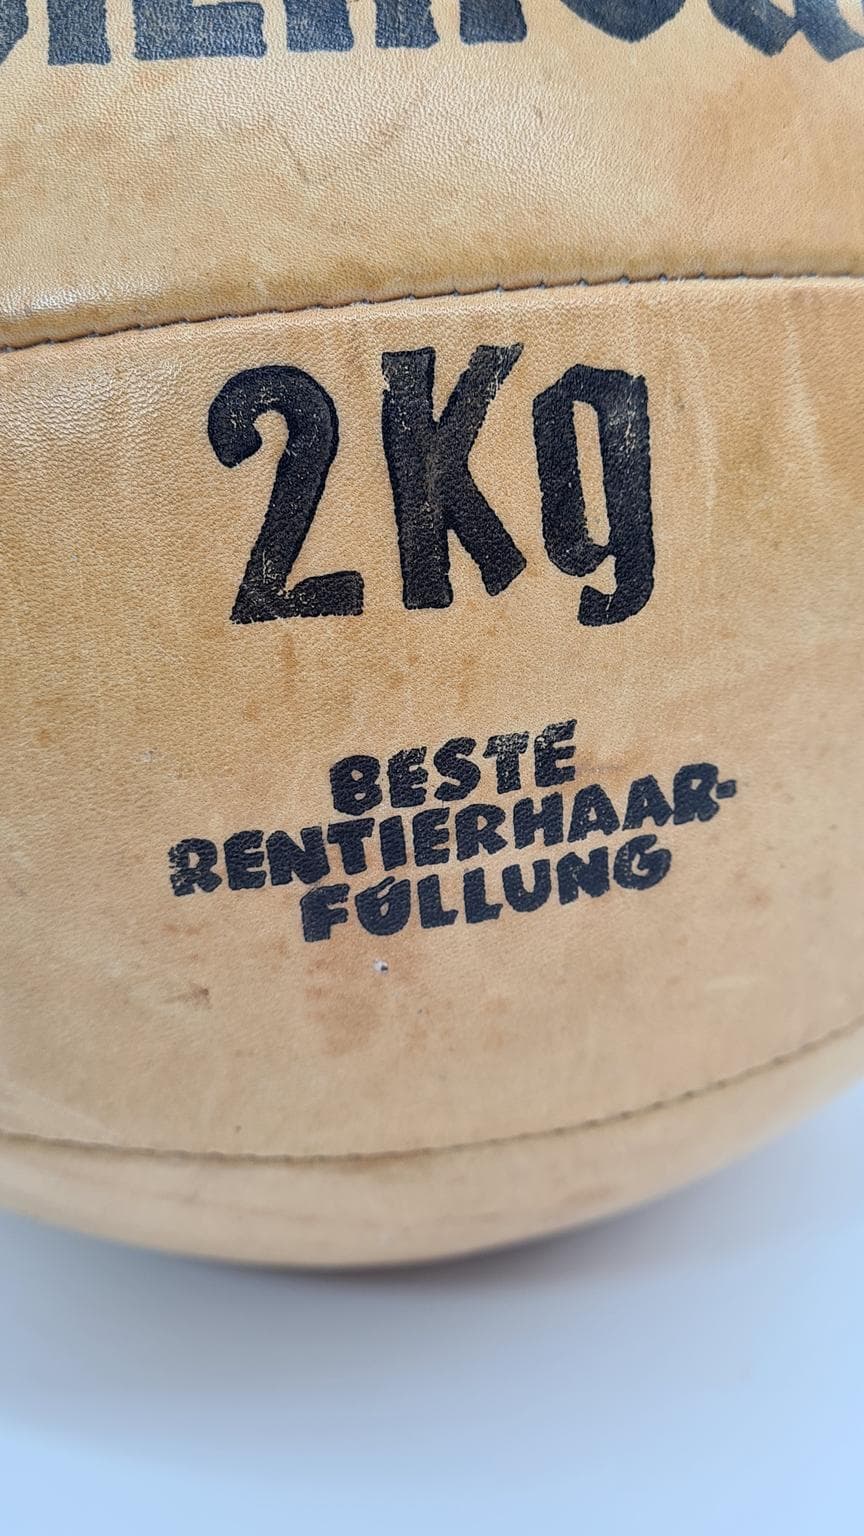 2Kg
BESTE
RENTIERHAAR-
FÜLLUNG